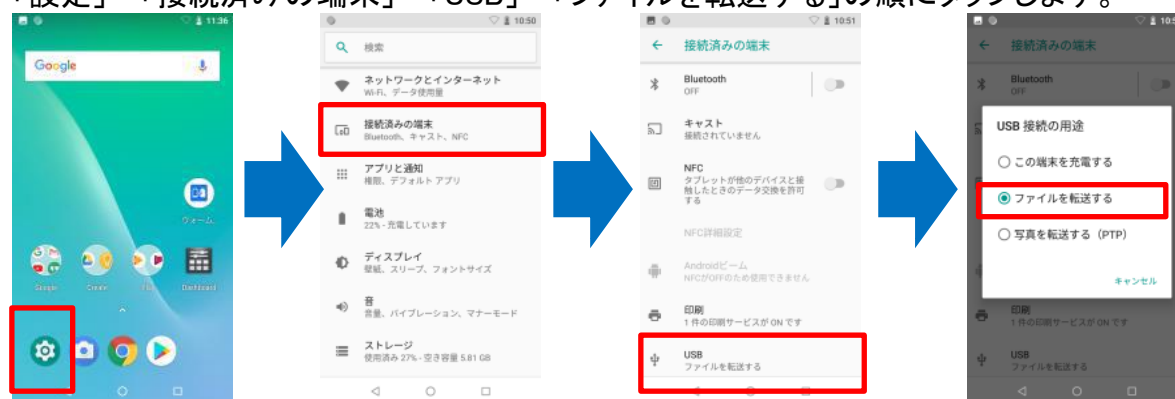 「設定」→「接続済みの端末」→「USB」→「ファイルを転送する」の順にタップします。
11:36
Google
ウォーム…
Google
Create
Play
Dashboard
10:50
検索
ネットワークとインターネット
Wi-Fi、データ使用量
接続済みの端末
Bluetooth、キャスト、NFC
アプリと通知
権限、デフォルト アプリ
電池
22% - 充電しています
ディスプレイ
壁紙、スリープ、フォントサイズ
音
音量、バイブレーション、マナーモード
ストレージ
使用済み 27% - 空き容量 5.81 GB
10:51
接続済みの端末
Bluetooth
OFF
キャスト
接続されていません
NFC
タブレットが他のデバイスと接
触したときのデータ交換を許可
する
NFC詳細設定
Androidビーム
NFCがOFFのため使用できません
印刷
1 件の印刷サービスが ON です
USB
ファイルを転送する
接続済みの端末
Bluetooth
OFF
USB 接続の用途
この端末を充電する
ファイルを転送する
写真を転送する（PTP）
キャンセル
印刷
1 件の印刷サービスが ON です
USB
ファイルを転送する